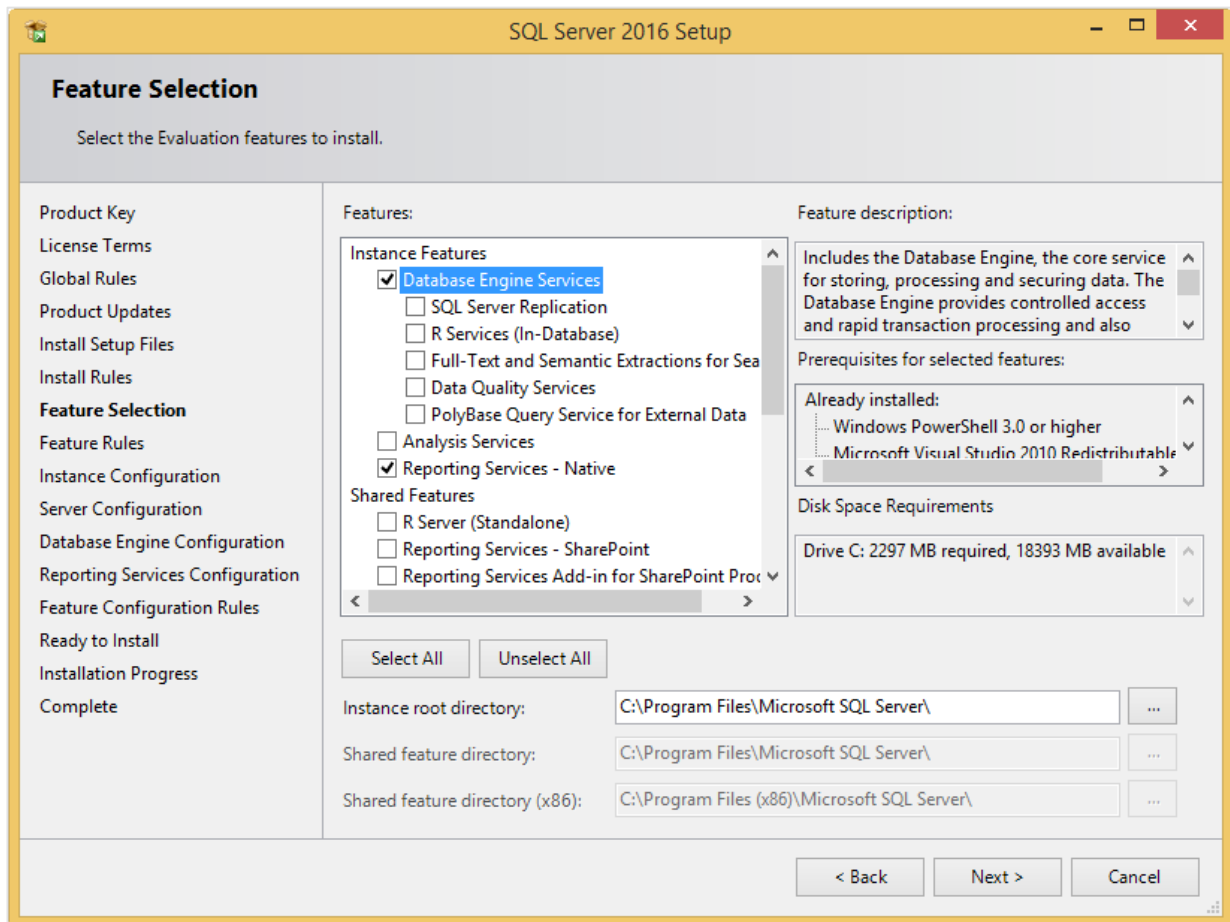 SQL Server 2016 Setup
Feature Selection
Select the Evaluation features to install.
Product Key
License Terms
Global Rules
Product Updates
Install Setup Files
Install Rules
Feature Selection
Feature Rules
Instance Configuration
Server Configuration
Database Engine Configuration
Reporting Services Configuration
Feature Configuration Rules
Ready to Install
Installation Progress
Complete
Features:
Instance Features
Database Engine Services
SQL Server Replication
R Services (In-Database)
Full-Text and Semantic Extractions for Sea
Data Quality Services
PolyBase Query Service for External Data
Analysis Services
Reporting Services - Native
Shared Features
R Server (Standalone)
Reporting Services - SharePoint
Reporting Services Add-in for SharePoint Proc
Feature description:
Includes the Database Engine, the core service
for storing, processing and securing data. The
Database Engine provides controlled access
and rapid transaction processing and also
Prerequisites for selected features:
Already installed:
Windows PowerShell 3.0 or higher
Microsoft Visual Studio 2010 Redistributable
Disk Space Requirements
Drive C: 2297 MB required, 18393 MB available
Select All
Unselect All
Instance root directory:
C:\Program Files\Microsoft SQL Server\
...
Shared feature directory:
C:\Program Files\Microsoft SQL Server\
...
Shared feature directory (x86):
C:\Program Files (x86)\Microsoft SQL Server\
...
< Back
Next >
Cancel